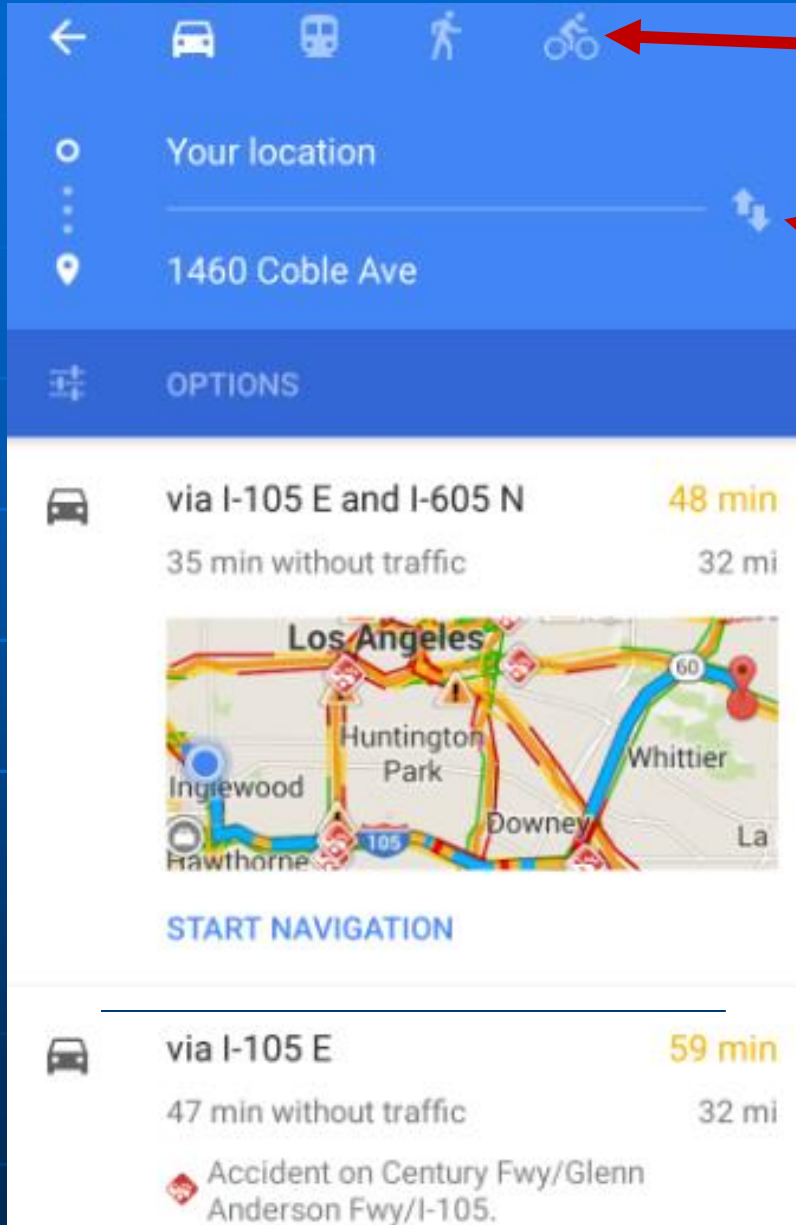 Your location
1460 Coble Ave
OPTIONS
via I-105 E and I-605 N 48 min
35 min without traffic 32 mi
Los Angeles
60
Huntington
Park
Whittier
Inglewood
Downey
La
105
Hawthorne
START NAVIGATION
via I-105 E 59 min
47 min without traffic 32 mi
Accident on Century Fwy/Glenn
Anderson Fwy/I-105.